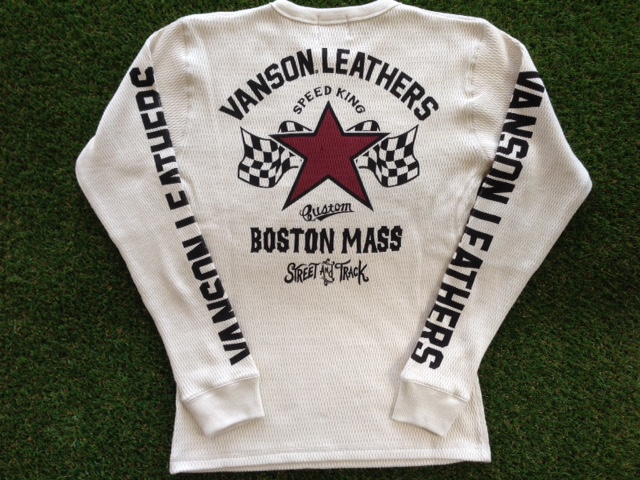 VANSON LEATHERS
SPEED KING
Custom
BOSTON MASS
STREET AND TRACK
VANSON LEATHERS
VANSON LEATHERS